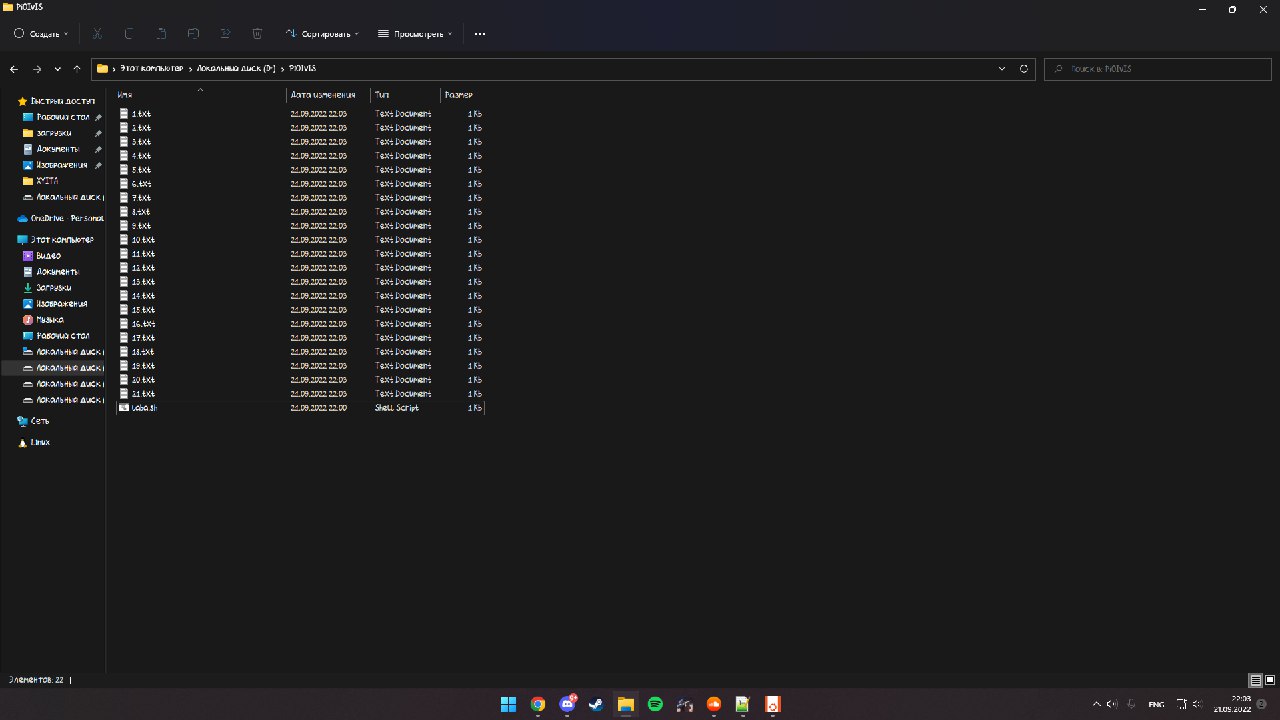 PiOIVIS
Создать
Сортировать
Просмотреть
Этот компьютер > Локальный диск (D:) > PiOIVIS
Поиск в: PiOIVIS
Имя Дата изменения Тип Размер
Быстрый доступ
Рабочий стол
Загрузки
Документы
Изображения
XYITA
Локальный диск (
OneDrive - Personal
Этот компьютер
Видео
Документы
Загрузки
Изображения
Музыка
Рабочий стол
Локальный диск (
Локальный диск (
Локальный диск (
Локальный диск (
Сеть
Linux
1.txt 21.09.2022 22:03 Text Document 1 КБ
2.txt 21.09.2022 22:03 Text Document 1 КБ
3.txt 21.09.2022 22:03 Text Document 1 КБ
4.txt 21.09.2022 22:03 Text Document 1 КБ
5.txt 21.09.2022 22:03 Text Document 1 КБ
6.txt 21.09.2022 22:03 Text Document 1 КБ
7.txt 21.09.2022 22:03 Text Document 1 КБ
8.txt 21.09.2022 22:03 Text Document 1 КБ
9.txt 21.09.2022 22:03 Text Document 1 КБ
10.txt 21.09.2022 22:03 Text Document 1 КБ
11.txt 21.09.2022 22:03 Text Document 1 КБ
12.txt 21.09.2022 22:03 Text Document 1 КБ
13.txt 21.09.2022 22:03 Text Document 1 КБ
14.txt 21.09.2022 22:03 Text Document 1 КБ
15.txt 21.09.2022 22:03 Text Document 1 КБ
16.txt 21.09.2022 22:03 Text Document 1 КБ
17.txt 21.09.2022 22:03 Text Document 1 КБ
18.txt 21.09.2022 22:03 Text Document 1 КБ
19.txt 21.09.2022 22:03 Text Document 1 КБ
20.txt 21.09.2022 22:03 Text Document 1 КБ
21.txt 21.09.2022 22:03 Text Document 1 КБ
laba.sh 21.09.2022 22:00 Shell Script 1 КБ
Элементов: 22
ENG
22:03
21.09.2022
2